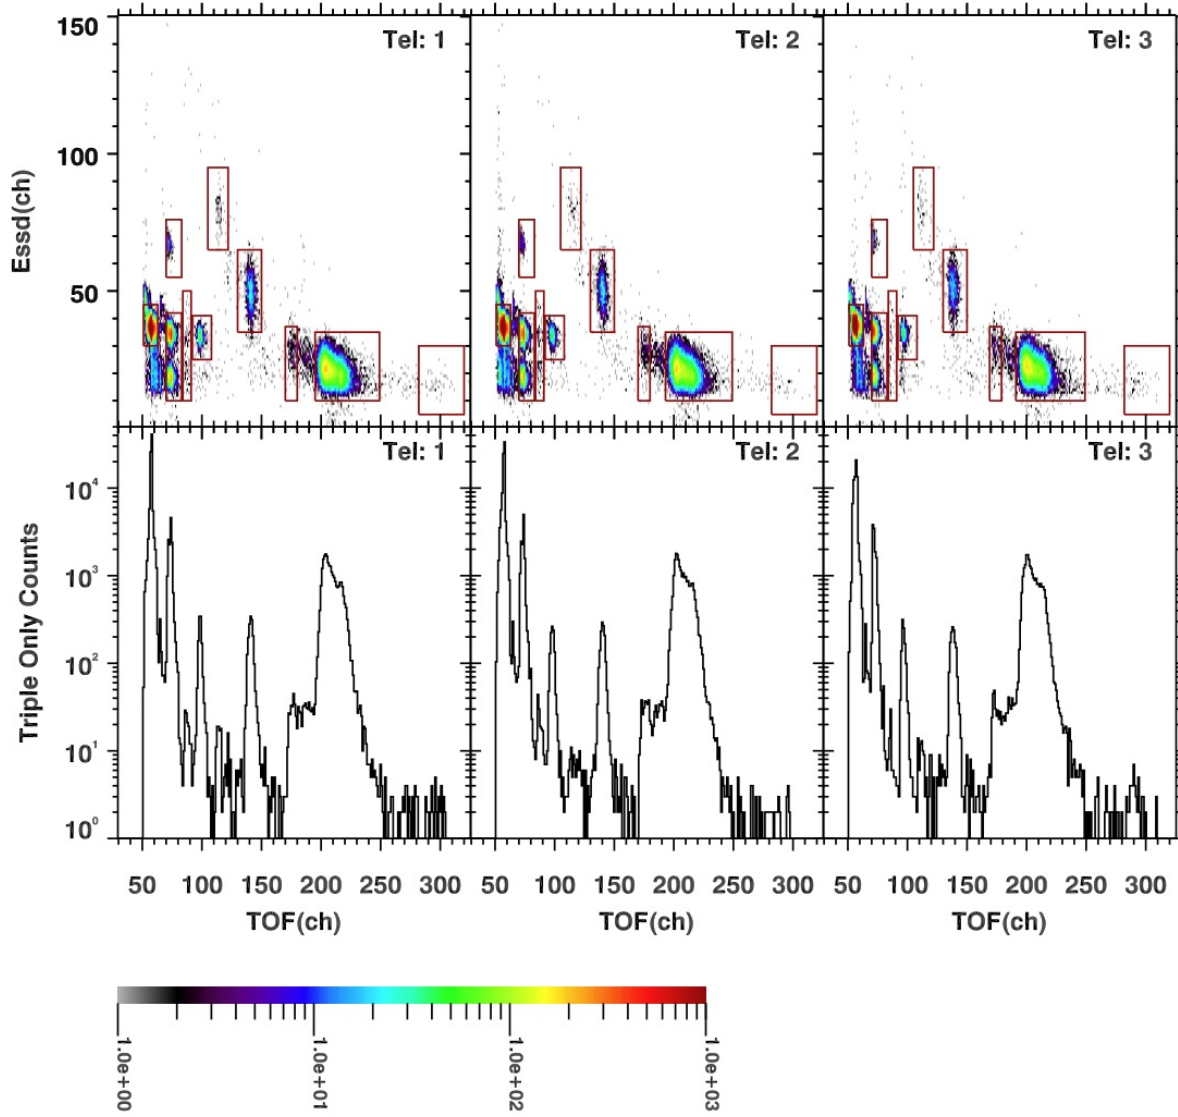 Tel: 1
Tel: 2
Tel: 3
150
100
50
Essd(ch)
Tel: 1
Tel: 2
Tel: 3
10⁴
10³
10²
10¹
10⁰
Triple Only Counts
50 100 150 200 250 300
50 100 150 200 250 300
50 100 150 200 250 300
TOF(ch)
TOF(ch)
TOF(ch)
1.0e+00
1.0e+01
1.0e+02
1.0e+03